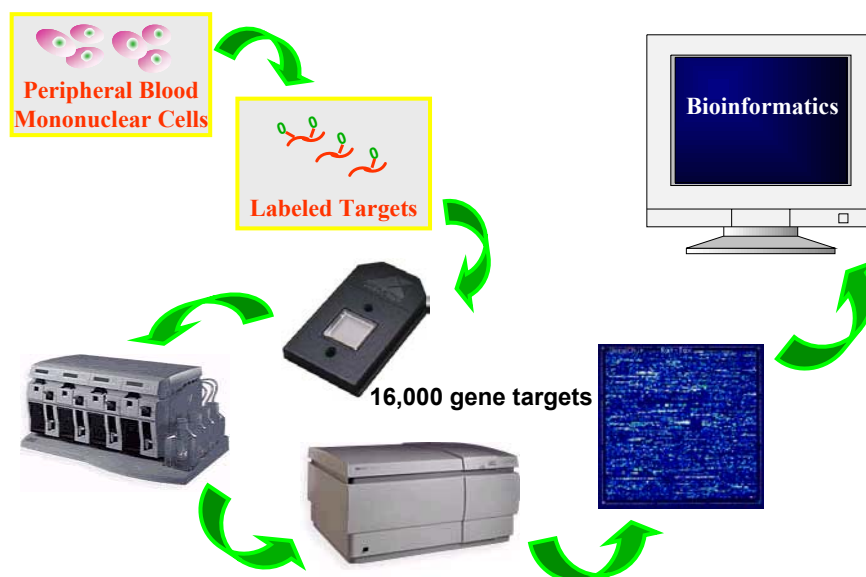 Peripheral Blood
Mononuclear Cells
Labeled Targets
16,000 gene targets
Bioinformatics